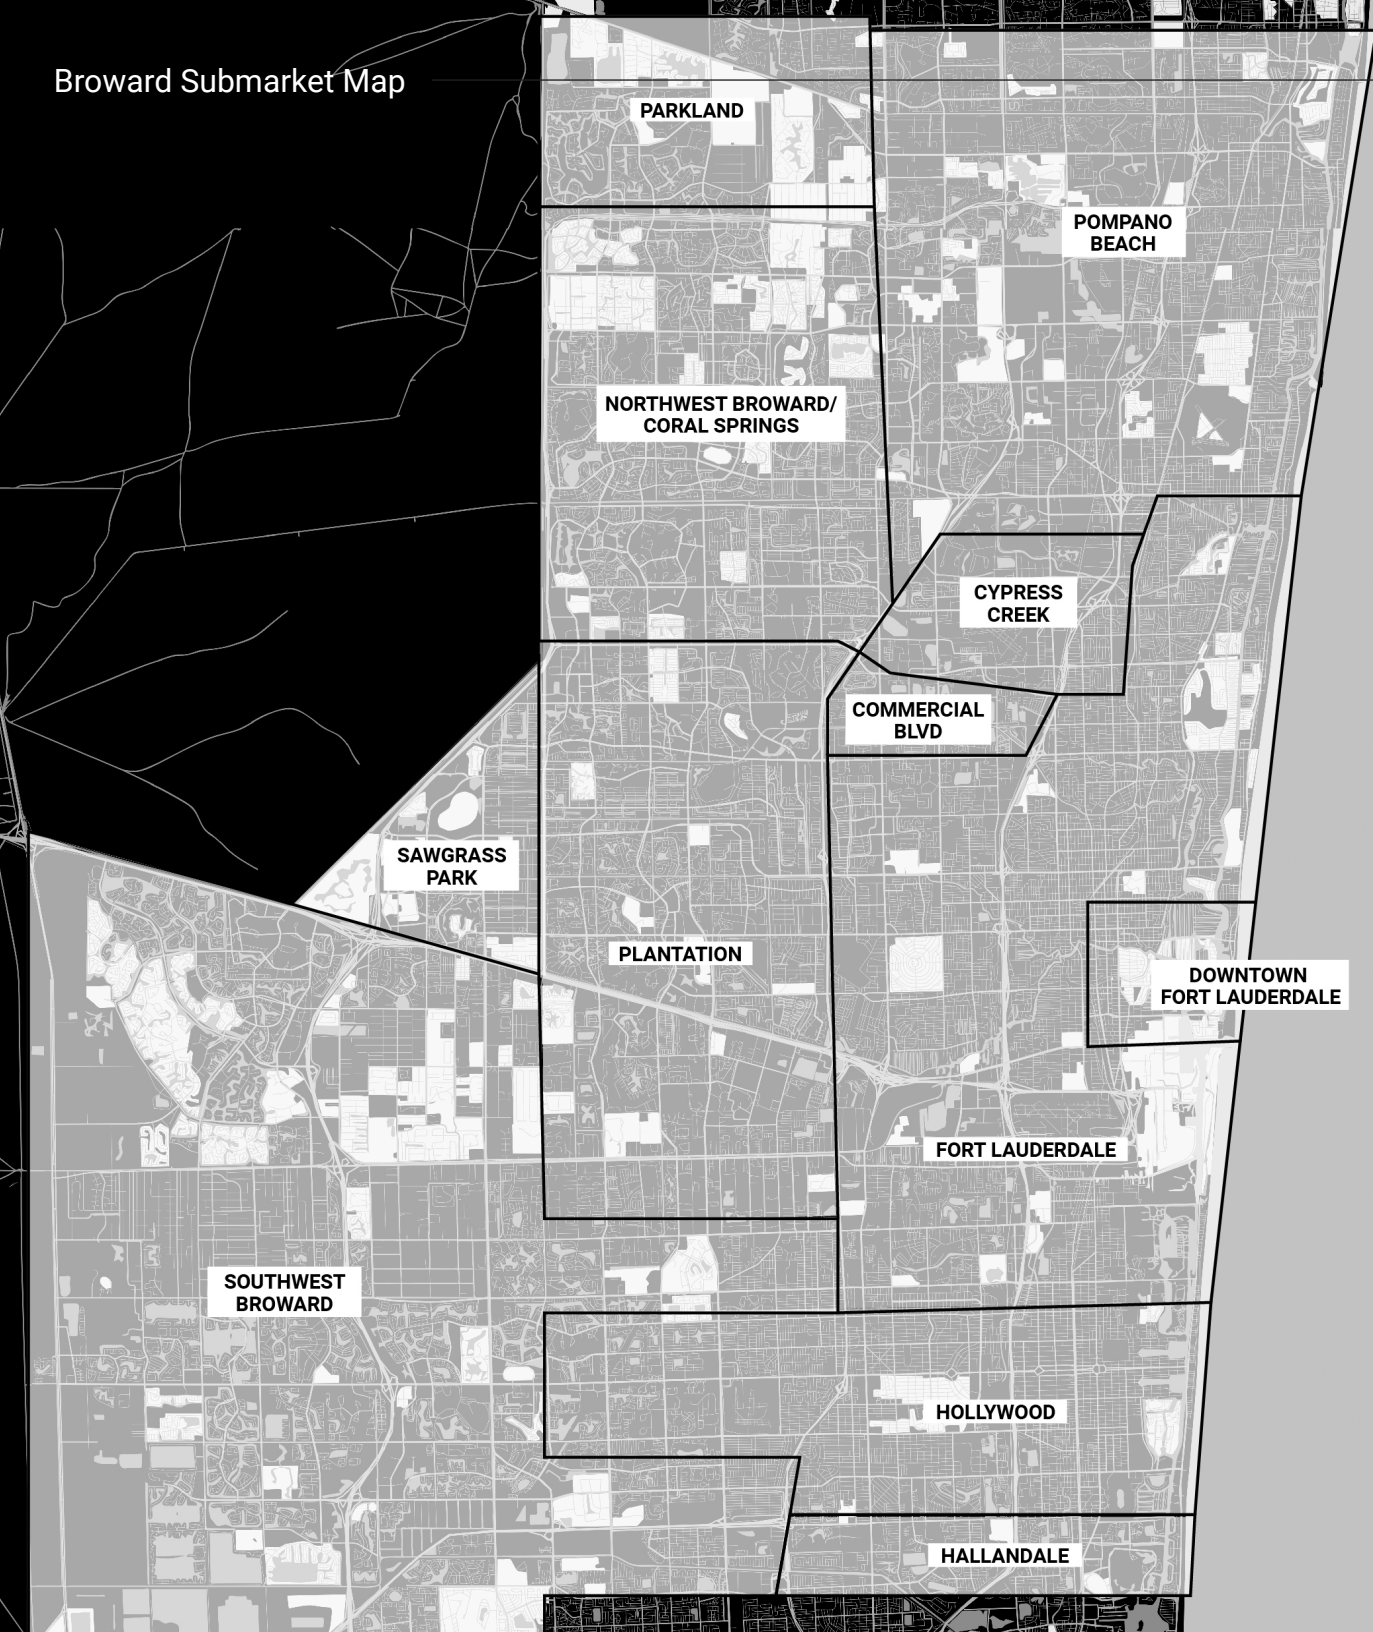 Broward Submarket Map
PARKLAND
POMPANO
BEACH
NORTHWEST BROWARD/
CORAL SPRINGS
CYPRESS
CREEK
COMMERCIAL
BLVD
SAWGRASS
PARK
PLANTATION
DOWNTOWN
FORT LAUDERDALE
FORT LAUDERDALE
SOUTHWEST
BROWARD
HOLLYWOOD
HALLANDALE